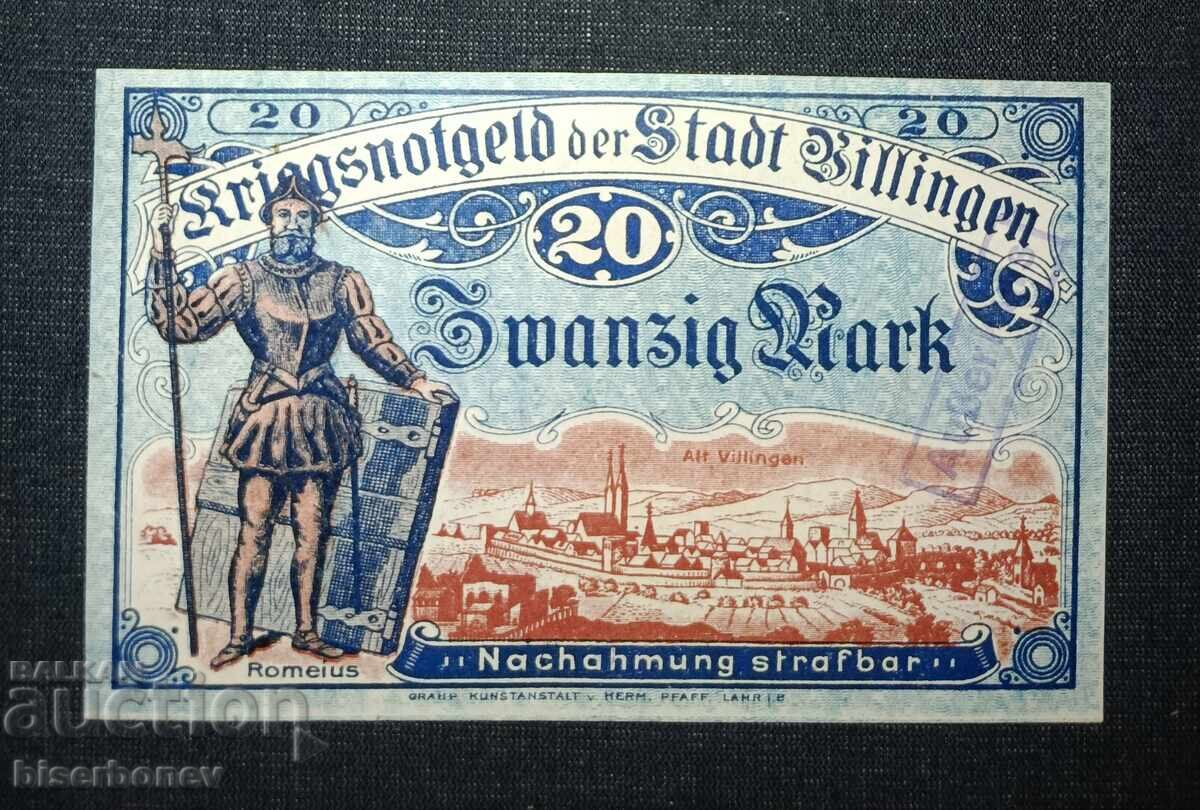 20
20
Kriegsnotgeld der Stadt Villingen
20
Zwanzig Mark
Alt Villingen
Romeius
Nachahmung strafbar
GRAPH. KUNSTANSTALT v. HERM. PFAFF, LAHR i.B
BALKAN
auction
biserbonev